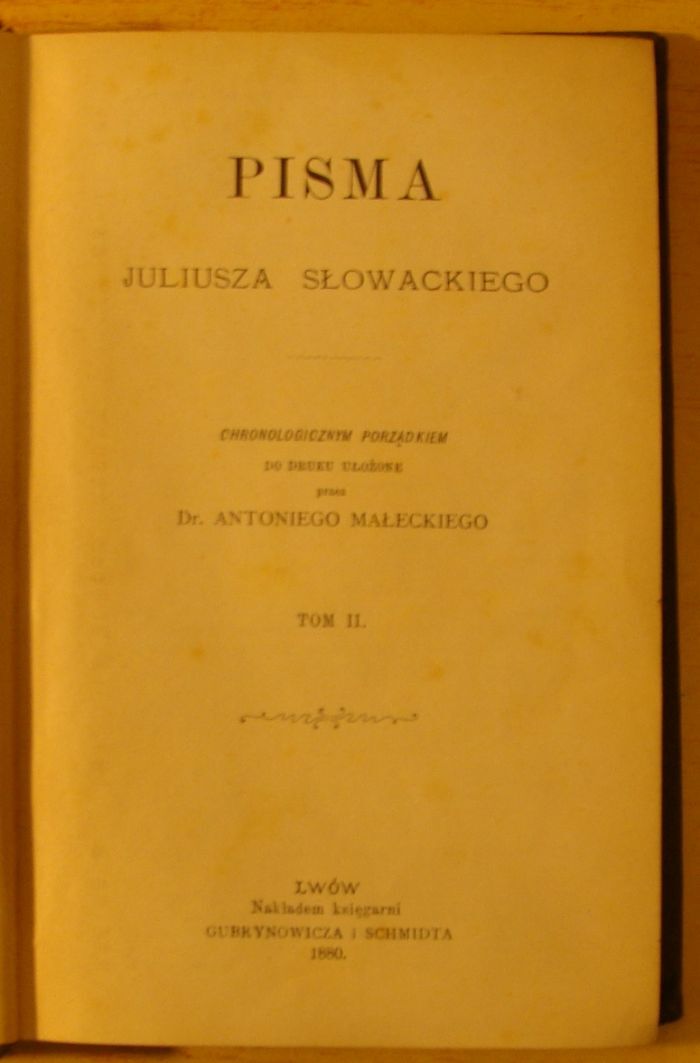 PISMA
JULIUSZA SŁOWACKIEGO
CHRONOLOGICZNYM PORZĄDKIEM
DO DRUKU UŁOŻONE
przez
Dr. ANTONIEGO MAŁECKIEGO
TOM II.
LWÓW
Nakładem księgarni
GUBRYNOWICZA i SCHMIDTA
1880.